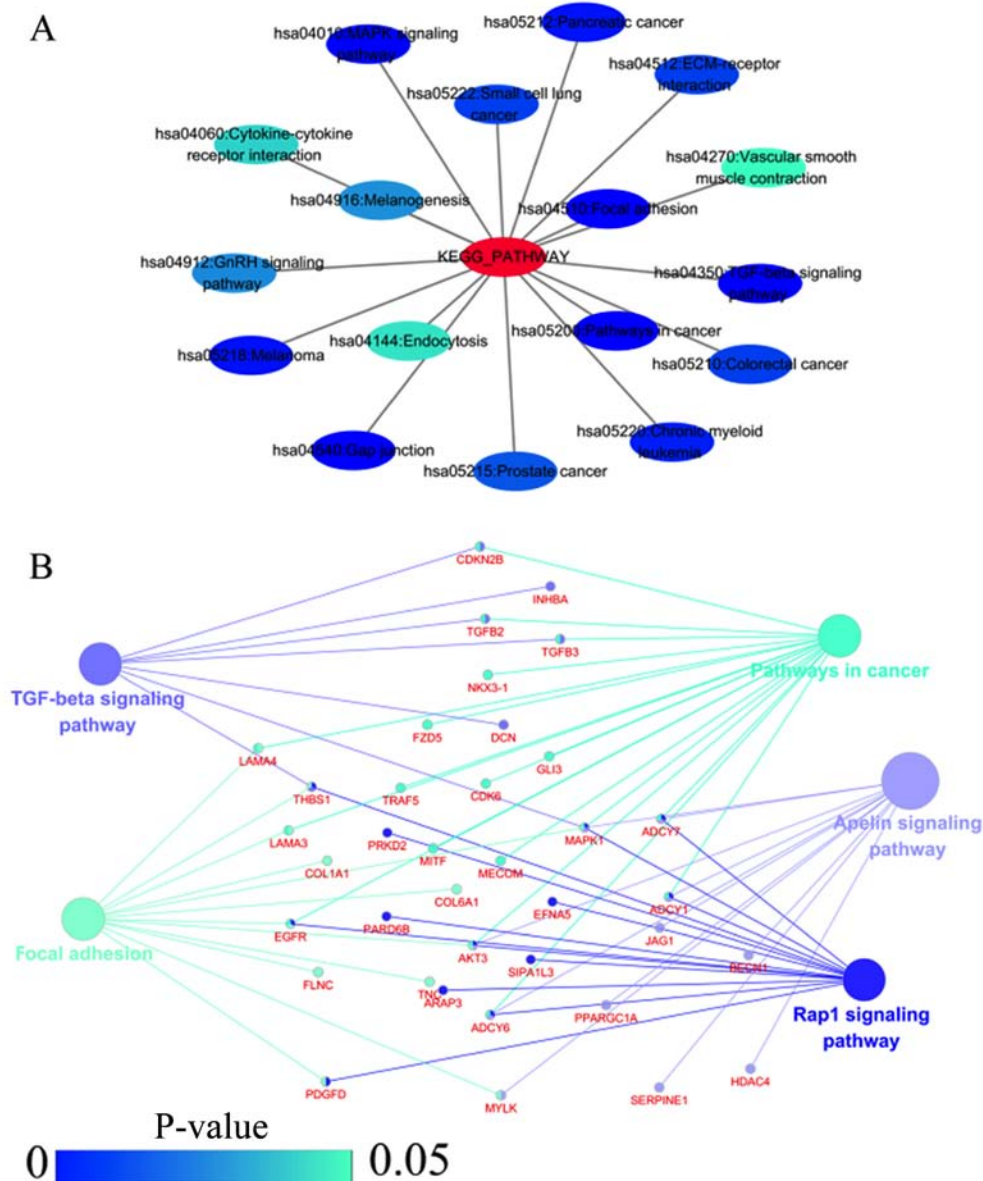 A
hsa04010:MAPK signaling
pathway
hsa05212:Pancreatic cancer
hsa04512:ECM-receptor
interaction
hsa05222:Small cell lung
cancer
hsa04060:Cytokine-cytokine
receptor interaction
hsa04270:Vascular smooth
muscle contraction
hsa04916:Melanogenesis
hsa04510:Focal adhesion
KEGG_PATHWAY
hsa04912:GnRH signaling
pathway
hsa04350:TGF-beta signaling
pathway
hsa05218:Melanoma
hsa04144:Endocytosis
hsa05200:Pathways in cancer
hsa05210:Colorectal cancer
hsa04540:Gap junction
hsa05220:Chronic myeloid
leukemia
hsa05215:Prostate cancer
B
CDKN2B
INHBA
TGFB2
TGFB3
Pathways in cancer
NKX3-1
TGF-beta signaling
pathway
FZD5
DCN
LAMA4
GLI3
THBS1
TRAF5
CDK6
Apelin signaling
pathway
LAMA3
PRKD2
MAPK1
ADCY7
MITF
COL1A1
MECOM
COL6A1
EFNA5
ADCY1
EGFR
PARD6B
JAG1
Focal adhesion
AKT3
SIPA1L3
BECN1
FLNC
TNC
ARAP3
PPARGC1A
ADCY6
Rap1 signaling
pathway
HDAC4
PDGFD
MYLK
SERPINE1
P-value
0
0.05